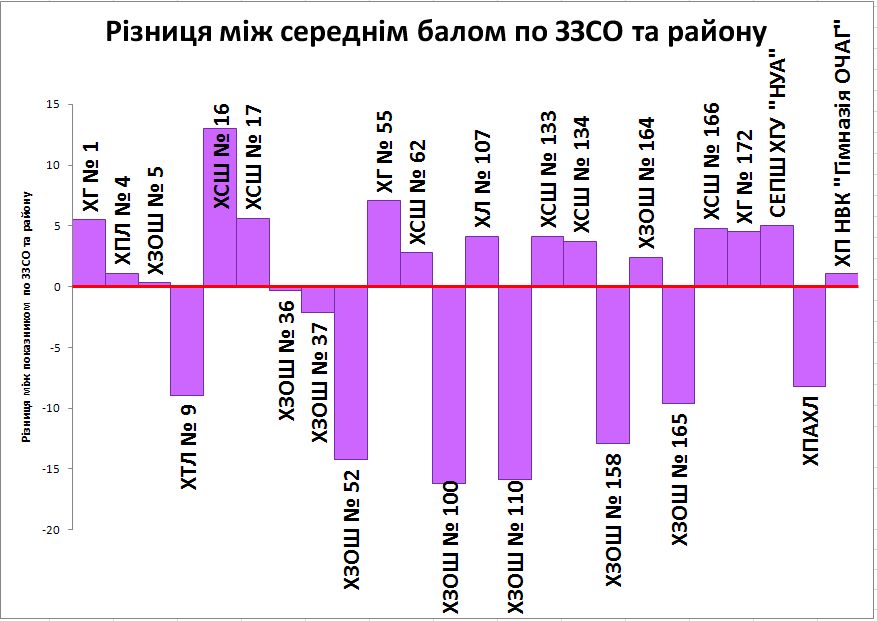 Різниця між середнім балом по ЗЗСО та району
Різниця між показником по ЗЗСО та району
15
10
5
0
-5
-10
-15
-20
ХГ № 1
ХПЛ № 4
ХЗОШ № 5
ХТЛ № 9
ХСШ № 16
ХСШ № 17
ХЗОШ № 36
ХЗОШ № 37
ХЗОШ № 52
ХГ № 55
ХСШ № 62
ХЗОШ № 100
ХЛ № 107
ХЗОШ № 110
ХСШ № 133
ХСШ № 134
ХЗОШ № 158
ХЗОШ № 164
ХЗОШ № 165
ХСШ № 166
ХГ № 172
СЕПШ ХГУ "НУА"
ХПАХЛ
ХП НВК "Гімназія ОЧАГ"